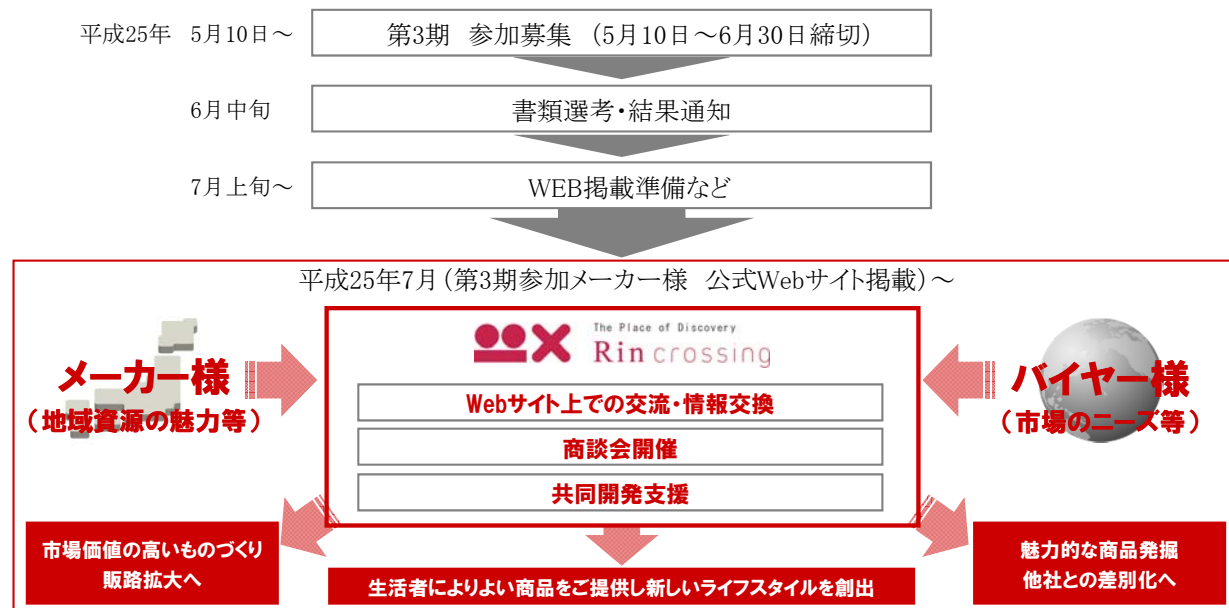 平成25年 5月10日～ 第3期 参加募集 （5月10日～6月30日締切）
6月中旬 書類選考・結果通知
7月上旬～ WEB掲載準備など
平成25年7月（第3期参加メーカー様 公式Webサイト掲載）～
The Place of Discovery
Rin crossing
メーカー様
（地域資源の魅力等）
Webサイト上での交流・情報交換
商談会開催
共同開発支援
バイヤー様
（市場のニーズ等）
市場価値の高いものづくり
販路拡大へ
生活者によりよい商品をご提供し新しいライフスタイルを創出
魅力的な商品発掘
他社との差別化へ